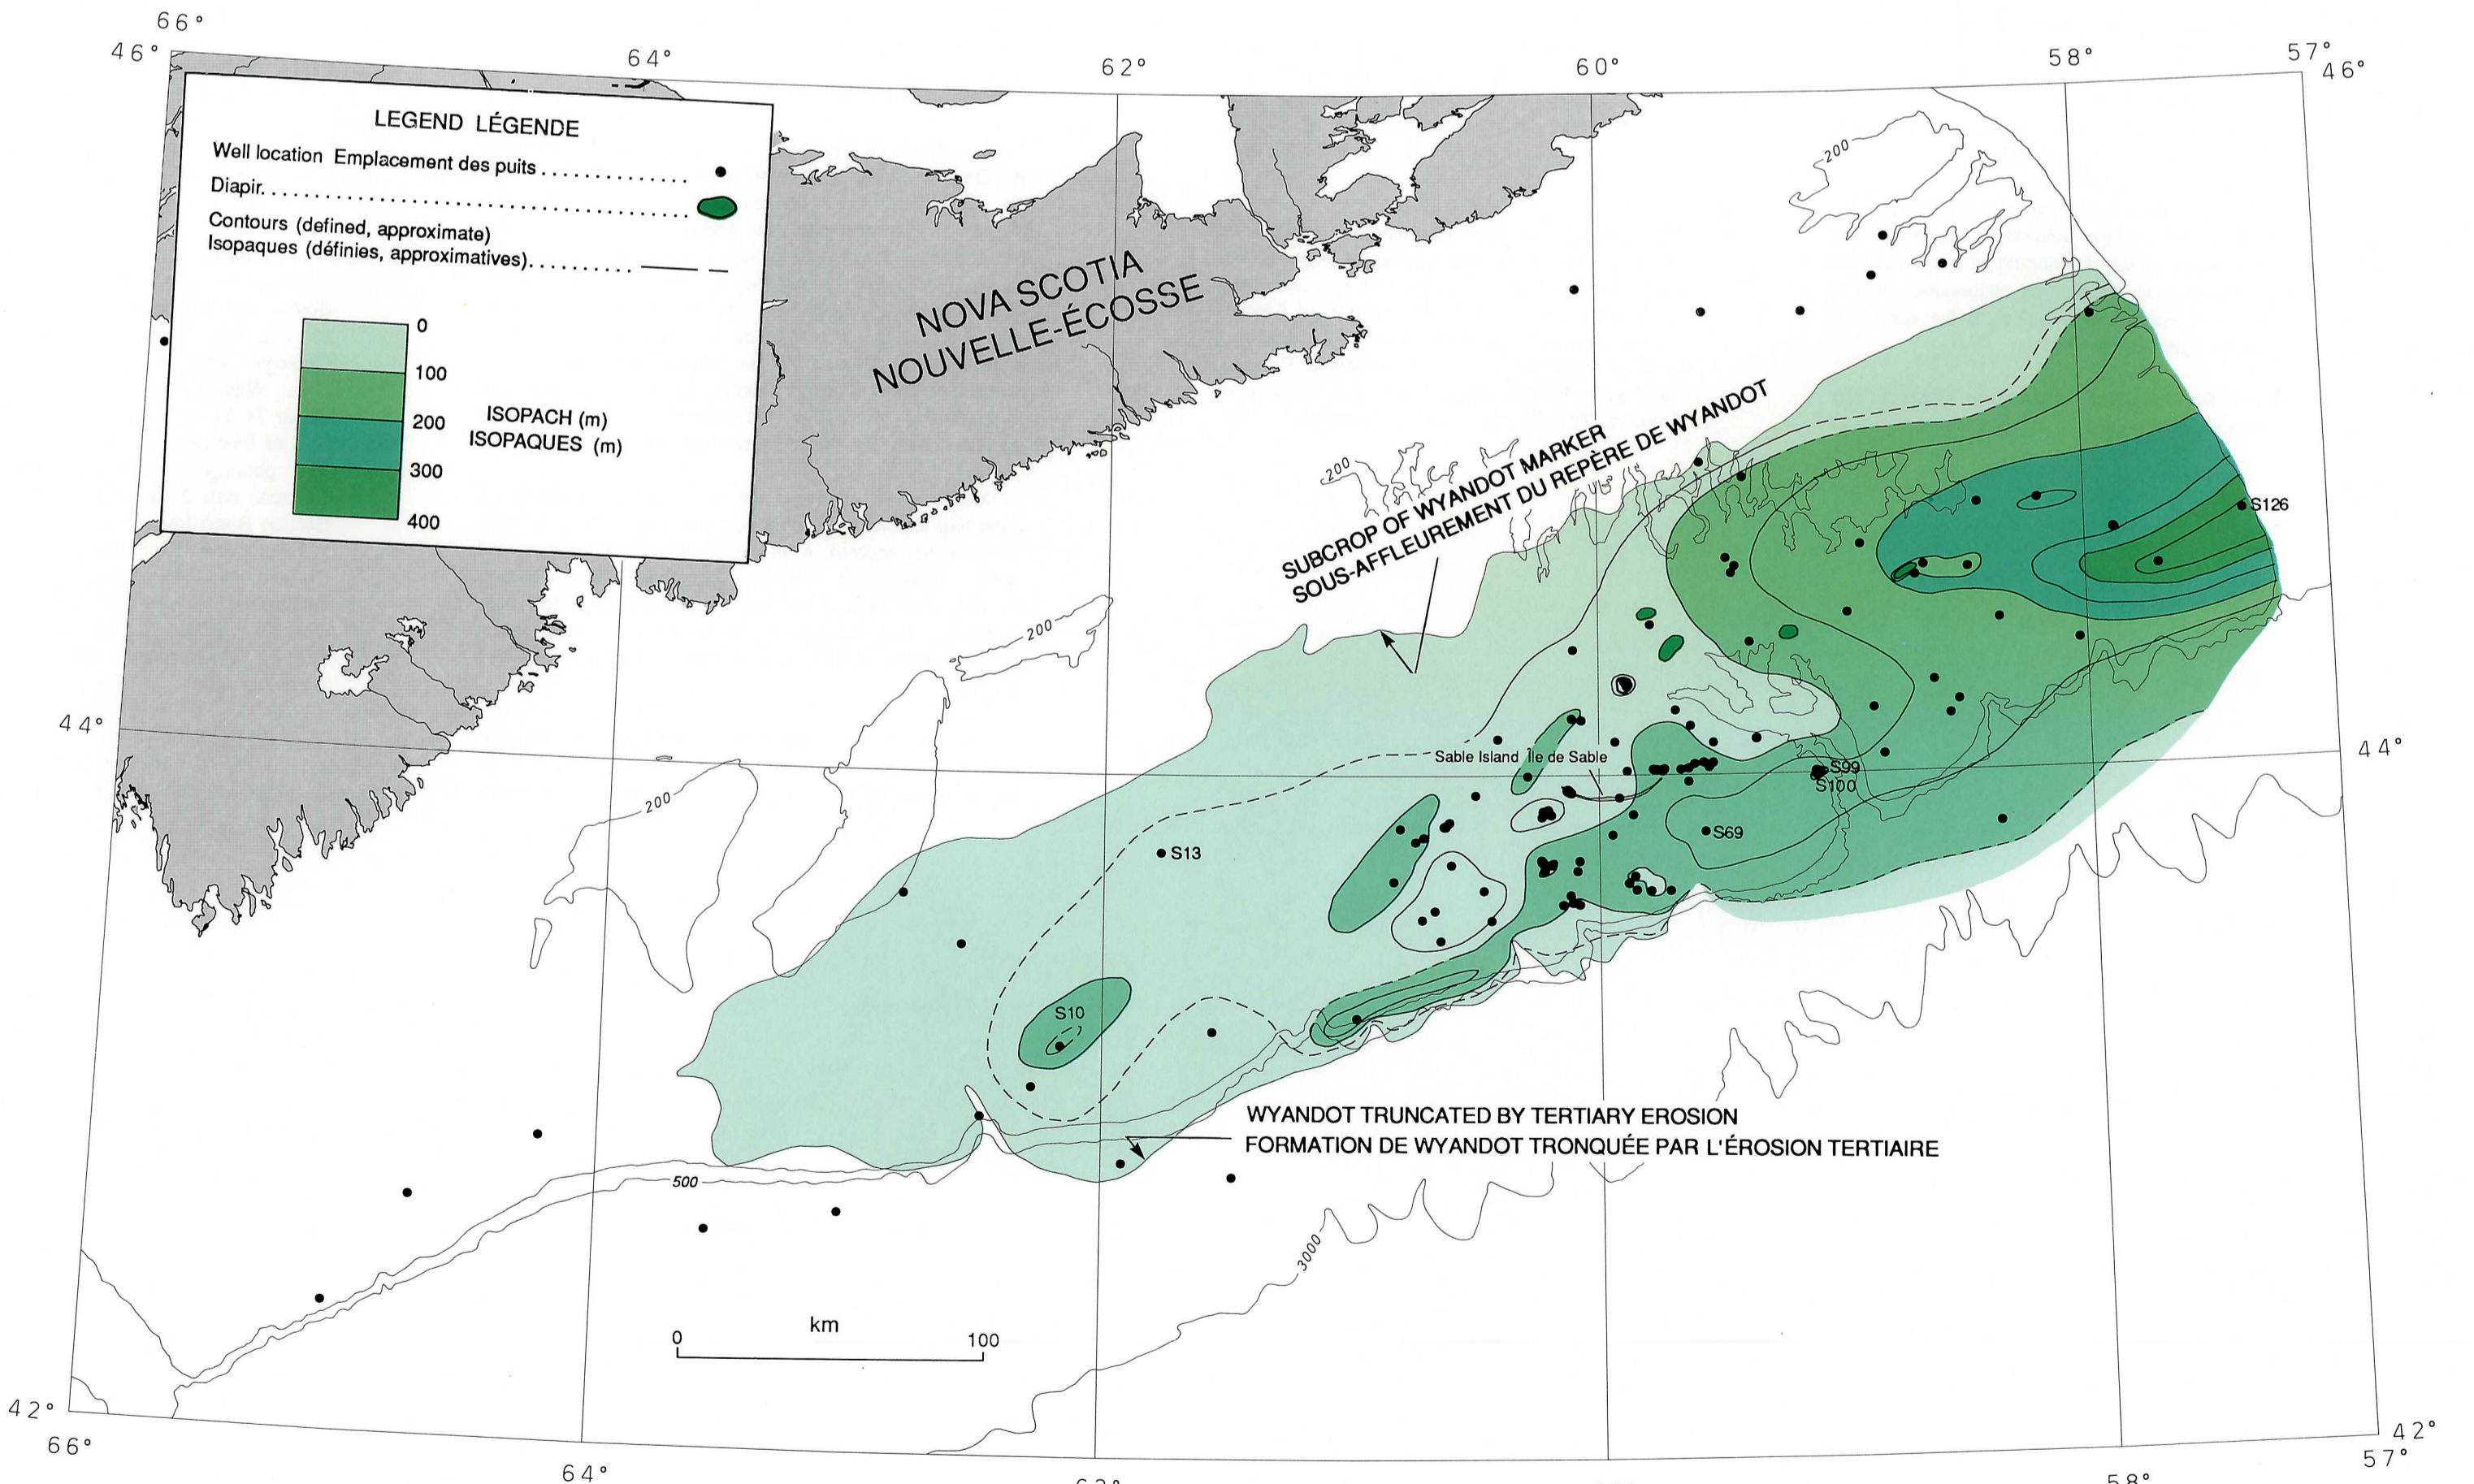 66°
46°
64°
62°
60°
58°
57°
46°
LEGEND LÉGENDE
Well location Emplacement des puits
Diapir
Contours (defined, approximate)
Isopaques (définies, approximatives)
0
100
200
300
400
ISOPACH (m)
ISOPAQUES (m)
NOVA SCOTIA
NOUVELLE-ÉCOSSE
200
200
SUBCROP OF WYANDOT MARKER
SOUS-AFFLEUREMENT DU REPÈRE DE WYANDOT
S126
200
44°
44°
Sable Island Île de Sable
S99
S100
200
S69
S13
S10
WYANDOT TRUNCATED BY TERTIARY EROSION
FORMATION DE WYANDOT TRONQUÉE PAR L'ÉROSION TERTIAIRE
500
3000
km
0 100
42°
66°
64°
42°
57°